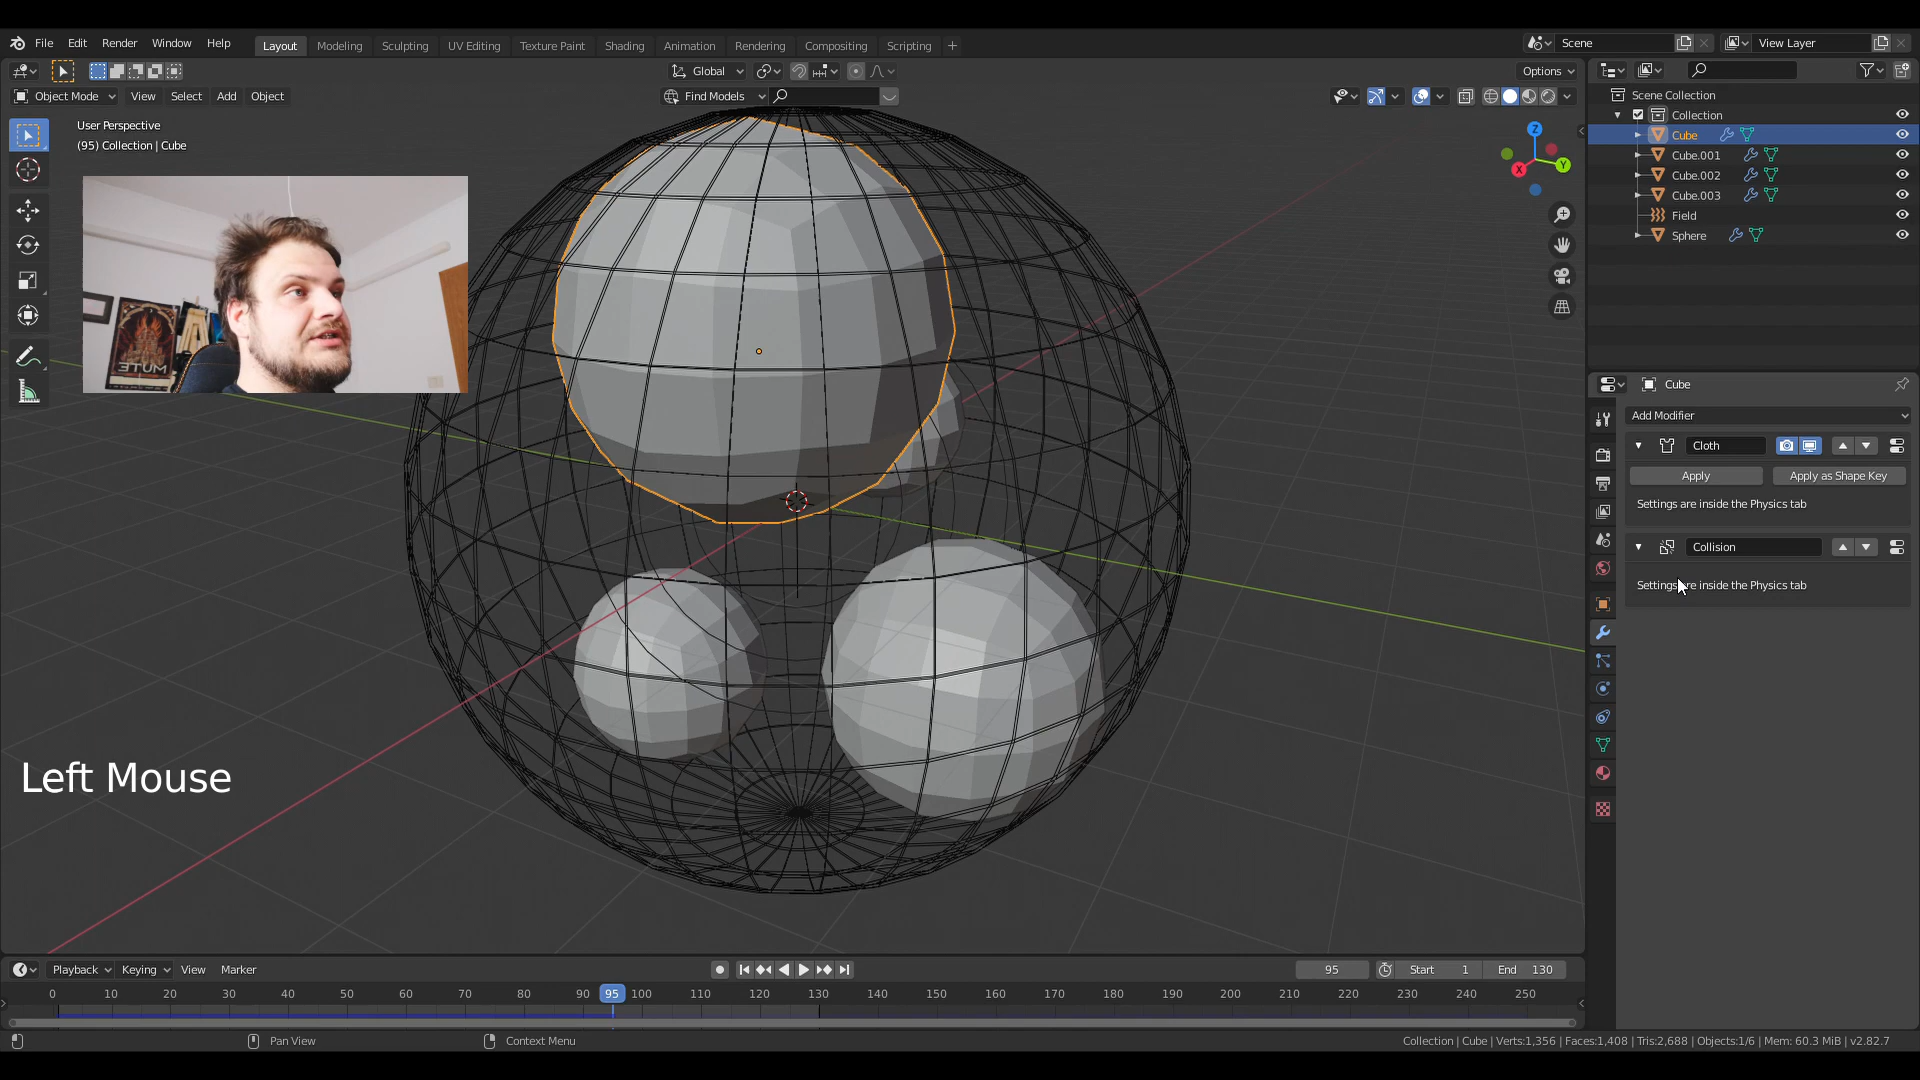 File Edit Render Window Help Layout Modeling Sculpting UV Editing Texture Paint Shading Animation Rendering Compositing Scripting + Scene View Layer
Global Options
Object Mode View Select Add Object Find Models
User Perspective
(95) Collection | Cube
X Y Z
MUTE
Left Mouse
Scene Collection
Collection
Cube
Cube.001
Cube.002
Cube.003
Field
Sphere
Cube
Add Modifier
Cloth
Apply Apply as Shape Key
Settings are inside the Physics tab
Collision
Settings are inside the Physics tab
Playback Keying View Marker 95 Start 1 End 130
0 10 20 30 40 50 60 70 80 90 95 100 110 120 130 140 150 160 170 180 190 200 210 220 230 240 250
Pan View Context Menu Collection | Cube | Verts:1,356 | Faces:1,408 | Tris:2,688 | Objects:1/6 | Mem: 60.3 MiB | v2.82.7